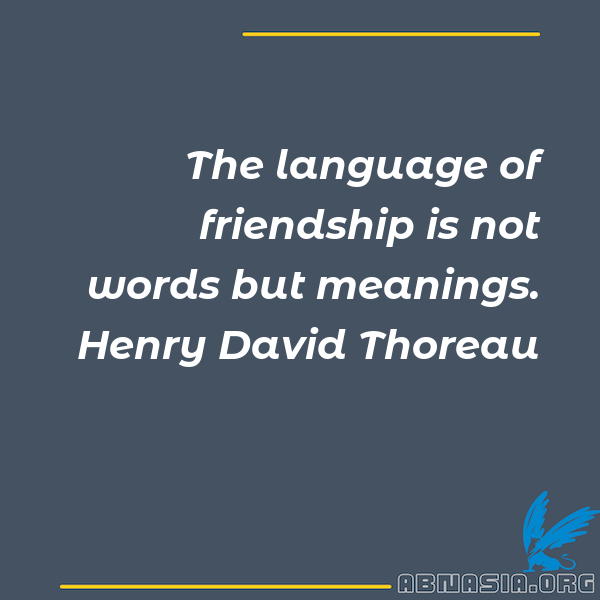 The language of
friendship is not
words but meanings.
Henry David Thoreau
ABNASIA.ORG